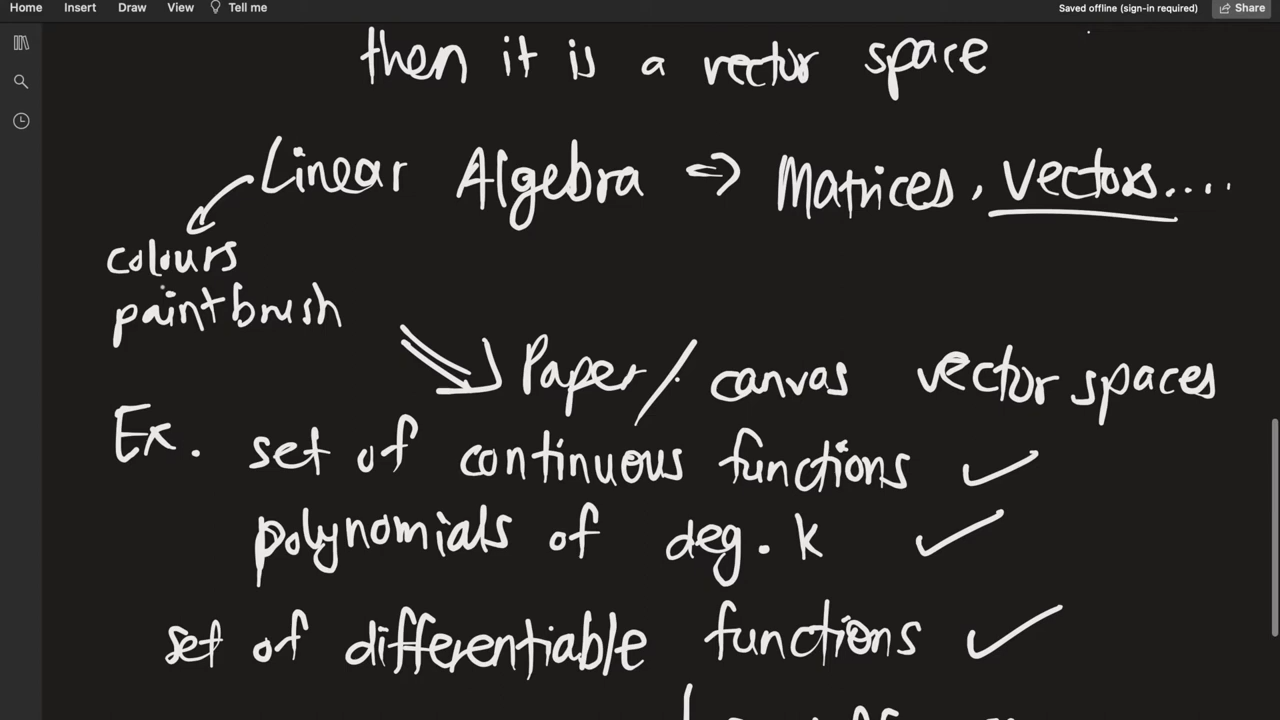 Home Insert Draw View Tell me Saved offline (sign-in required) Share
then it is a vector space
Linear Algebra => Matrices, vectors....
colours
paintbrush
Paper / canvas vector spaces
Ex. set of continuous functions ✓
polynomials of deg. k ✓
set of differentiable functions ✓